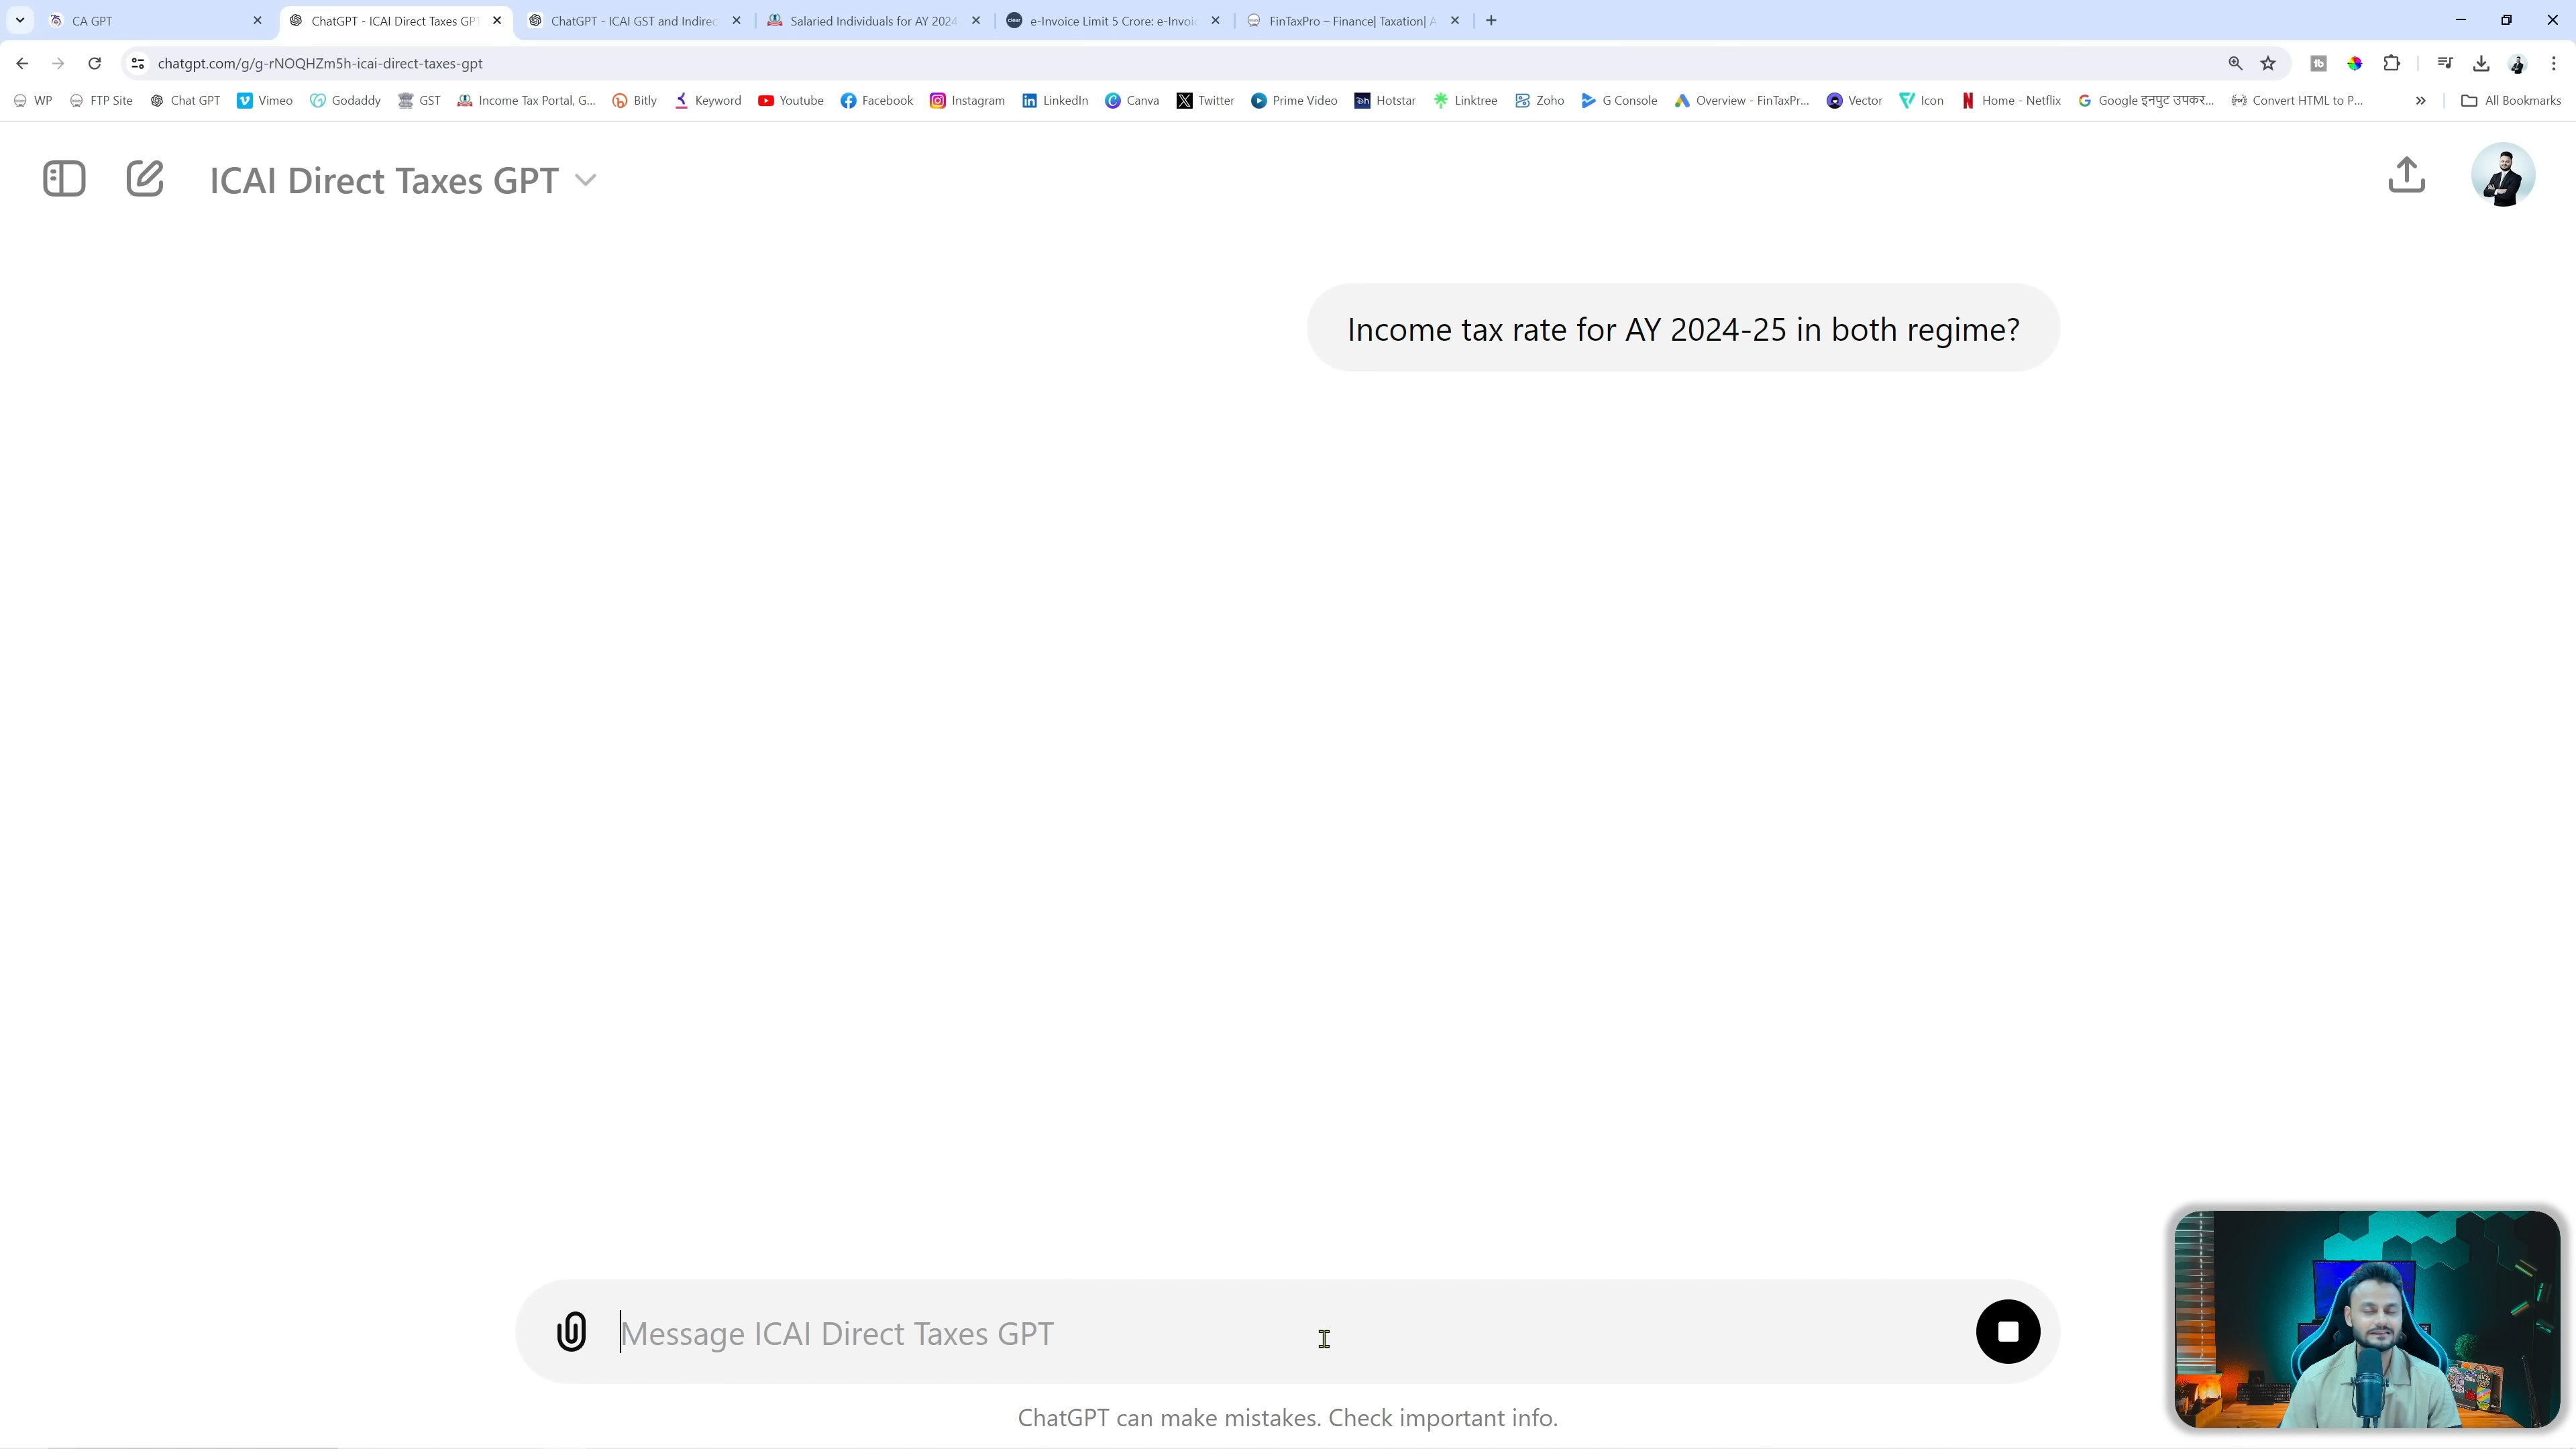 CA GPT
ChatGPT - ICAI Direct Taxes GPT
ChatGPT - ICAI GST and Indirec
Salaried Individuals for AY 2024
e-Invoice Limit 5 Crore: e-Invoic
FinTaxPro – Finance| Taxation| A
chatgpt.com/g/g-rNOQHZm5h-icai-direct-taxes-gpt
WP
FTP Site
Chat GPT
Vimeo
Godaddy
GST
Income Tax Portal, G...
Bitly
Keyword
Youtube
Facebook
Instagram
LinkedIn
Canva
Twitter
Prime Video
Hotstar
Linktree
Zoho
G Console
Overview - FinTaxPr...
Vector
Icon
Home - Netflix
Google इनपुट उपकर...
Convert HTML to P...
All Bookmarks
ICAI Direct Taxes GPT
Income tax rate for AY 2024-25 in both regime?
Message ICAI Direct Taxes GPT
ChatGPT can make mistakes. Check important info.